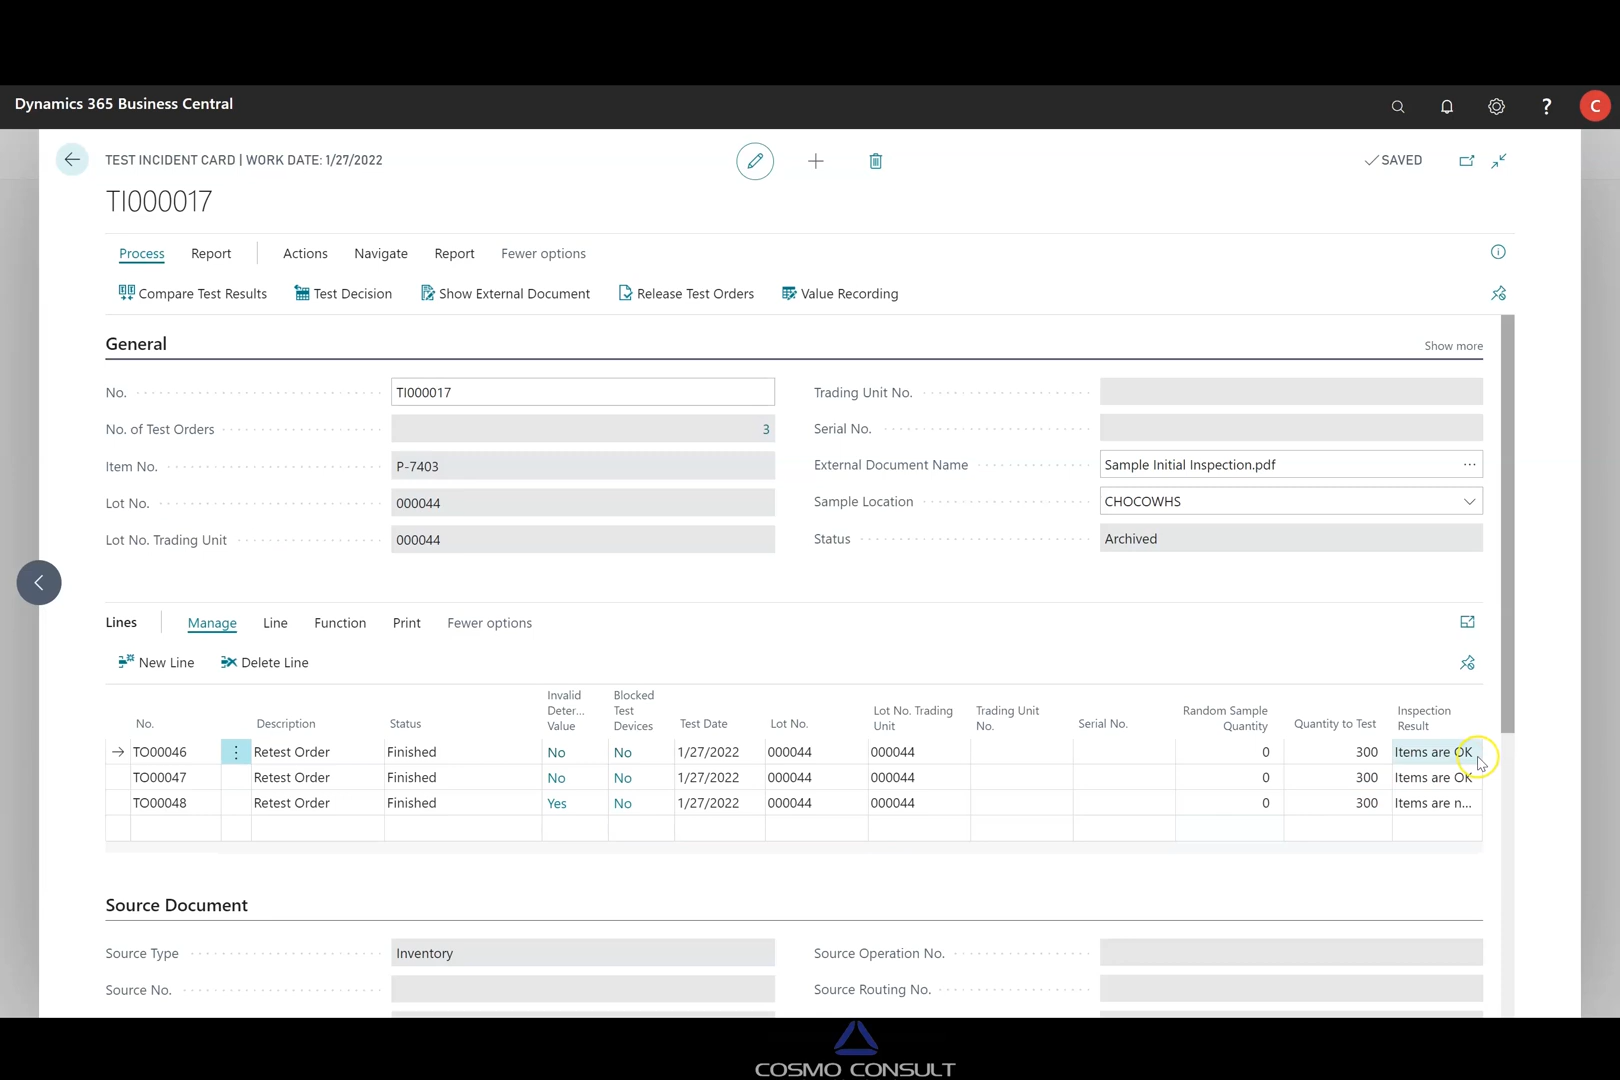 Dynamics 365 Business Central
?
C
TEST INCIDENT CARD | WORK DATE: 1/27/2022
SAVED
TI000017
Process Report Actions Navigate Report Fewer options
Compare Test Results Test Decision Show External Document Release Test Orders Value Recording
General
Show more
No. TI000017
Trading Unit No.
No. of Test Orders 3
Serial No.
Item No. P-7403
External Document Name Sample Initial Inspection.pdf ...
Lot No. 000044
Sample Location CHOCOWHS
Lot No. Trading Unit 000044
Status Archived
Lines Manage Line Function Print Fewer options
New Line Delete Line
No. Description Status Invalid Deter... Value Blocked Test Devices Test Date Lot No. Lot No. Trading Unit Trading Unit No. Serial No. Random Sample Quantity Quantity to Test Inspection Result
TO00046 Retest Order Finished No No 1/27/2022 000044 000044 0 300 Items are OK
TO00047 Retest Order Finished No No 1/27/2022 000044 000044 0 300 Items are OK
TO00048 Retest Order Finished Yes No 1/27/2022 000044 000044 0 300 Items are n...
Source Document
Source Type Inventory
Source Operation No.
Source No.
Source Routing No.
COSMO CONSULT